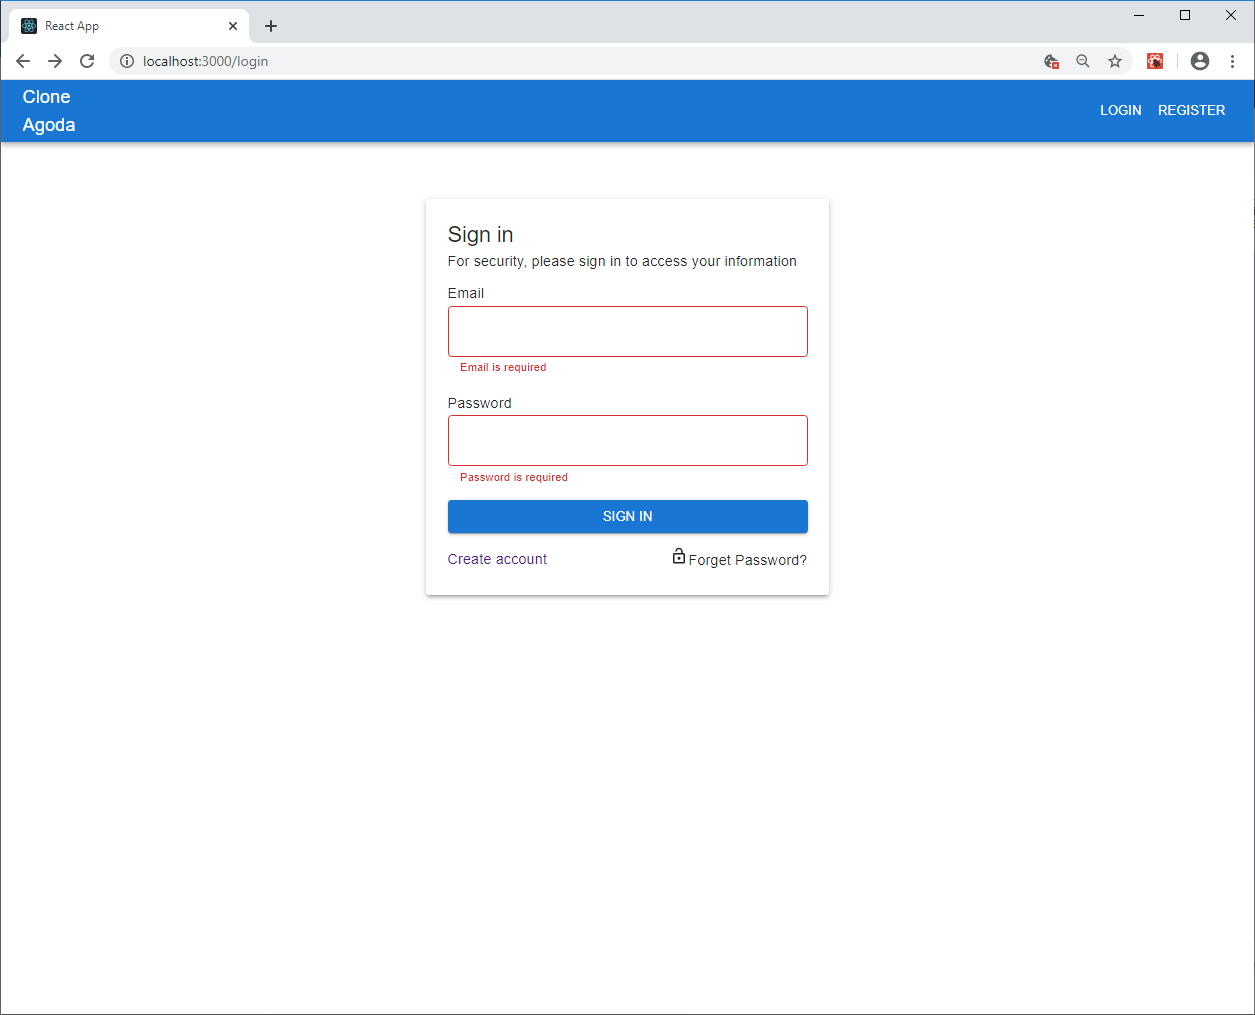 React App
localhost:3000/login
Clone
Agoda
LOGIN REGISTER
Sign in
For security, please sign in to access your information
Email
Email is required
Password
Password is required
SIGN IN
Create account Forget Password?